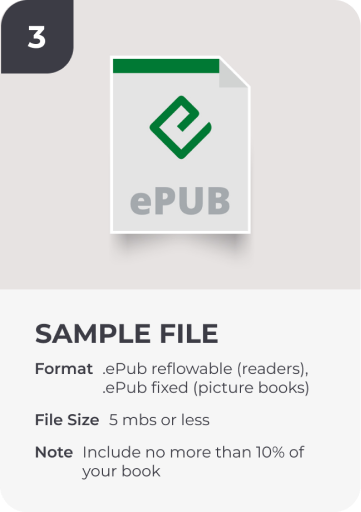 3
ePUB
SAMPLE FILE
Format .ePub reflowable (readers),
.ePub fixed (picture books)
File Size 5 mbs or less
Note Include no more than 10% of
your book